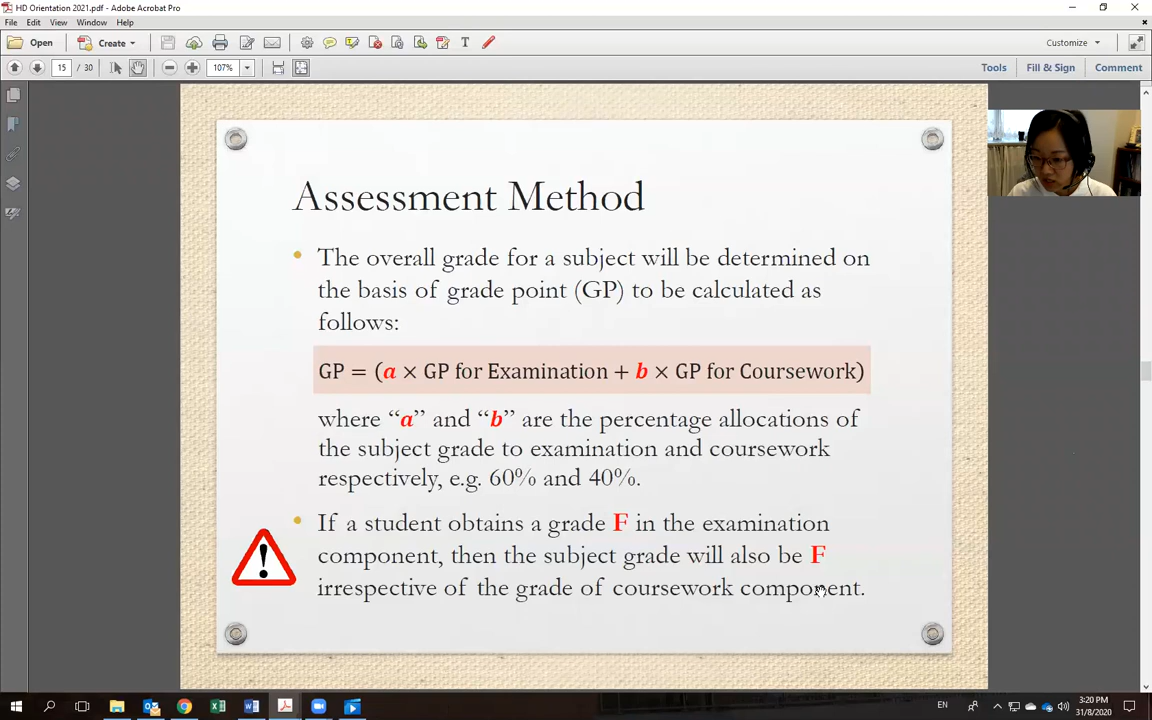 HD Orientation 2021.pdf - Adobe Acrobat Pro
File Edit View Window Help
Open Create Customize
15 / 30 107% Tools Fill & Sign Comment
Assessment Method
• The overall grade for a subject will be determined on
the basis of grade point (GP) to be calculated as
follows:
GP = (a × GP for Examination + b × GP for Coursework)
where “a” and “b” are the percentage allocations of
the subject grade to examination and coursework
respectively, e.g. 60% and 40%.
• If a student obtains a grade F in the examination
component, then the subject grade will also be F
irrespective of the grade of coursework component.
EN
3:20 PM
31/8/2020